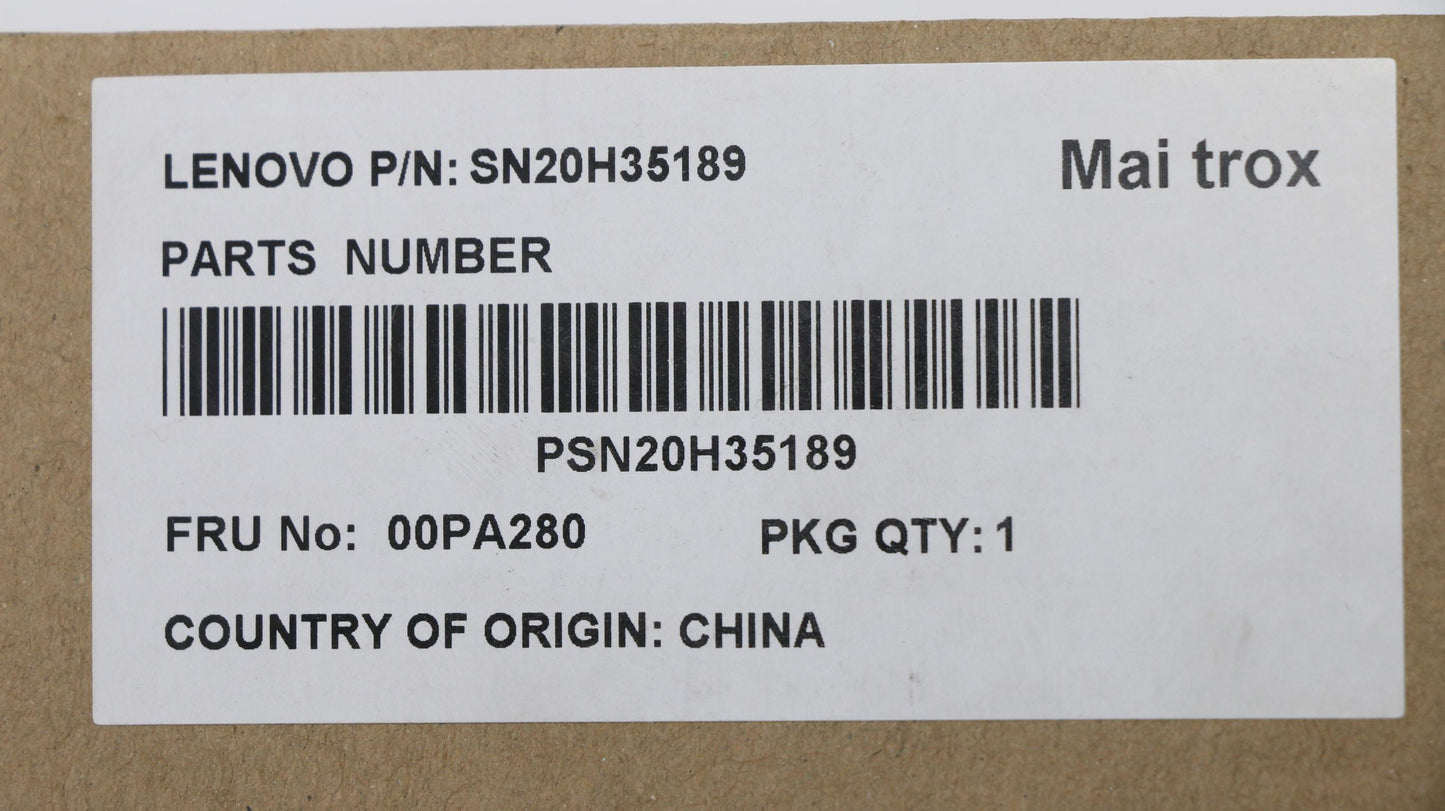 LENOVO P/N: SN20H35189
Mai trox
PARTS NUMBER
PSN20H35189
FRU No: 00PA280
PKG QTY: 1
COUNTRY OF ORIGIN: CHINA